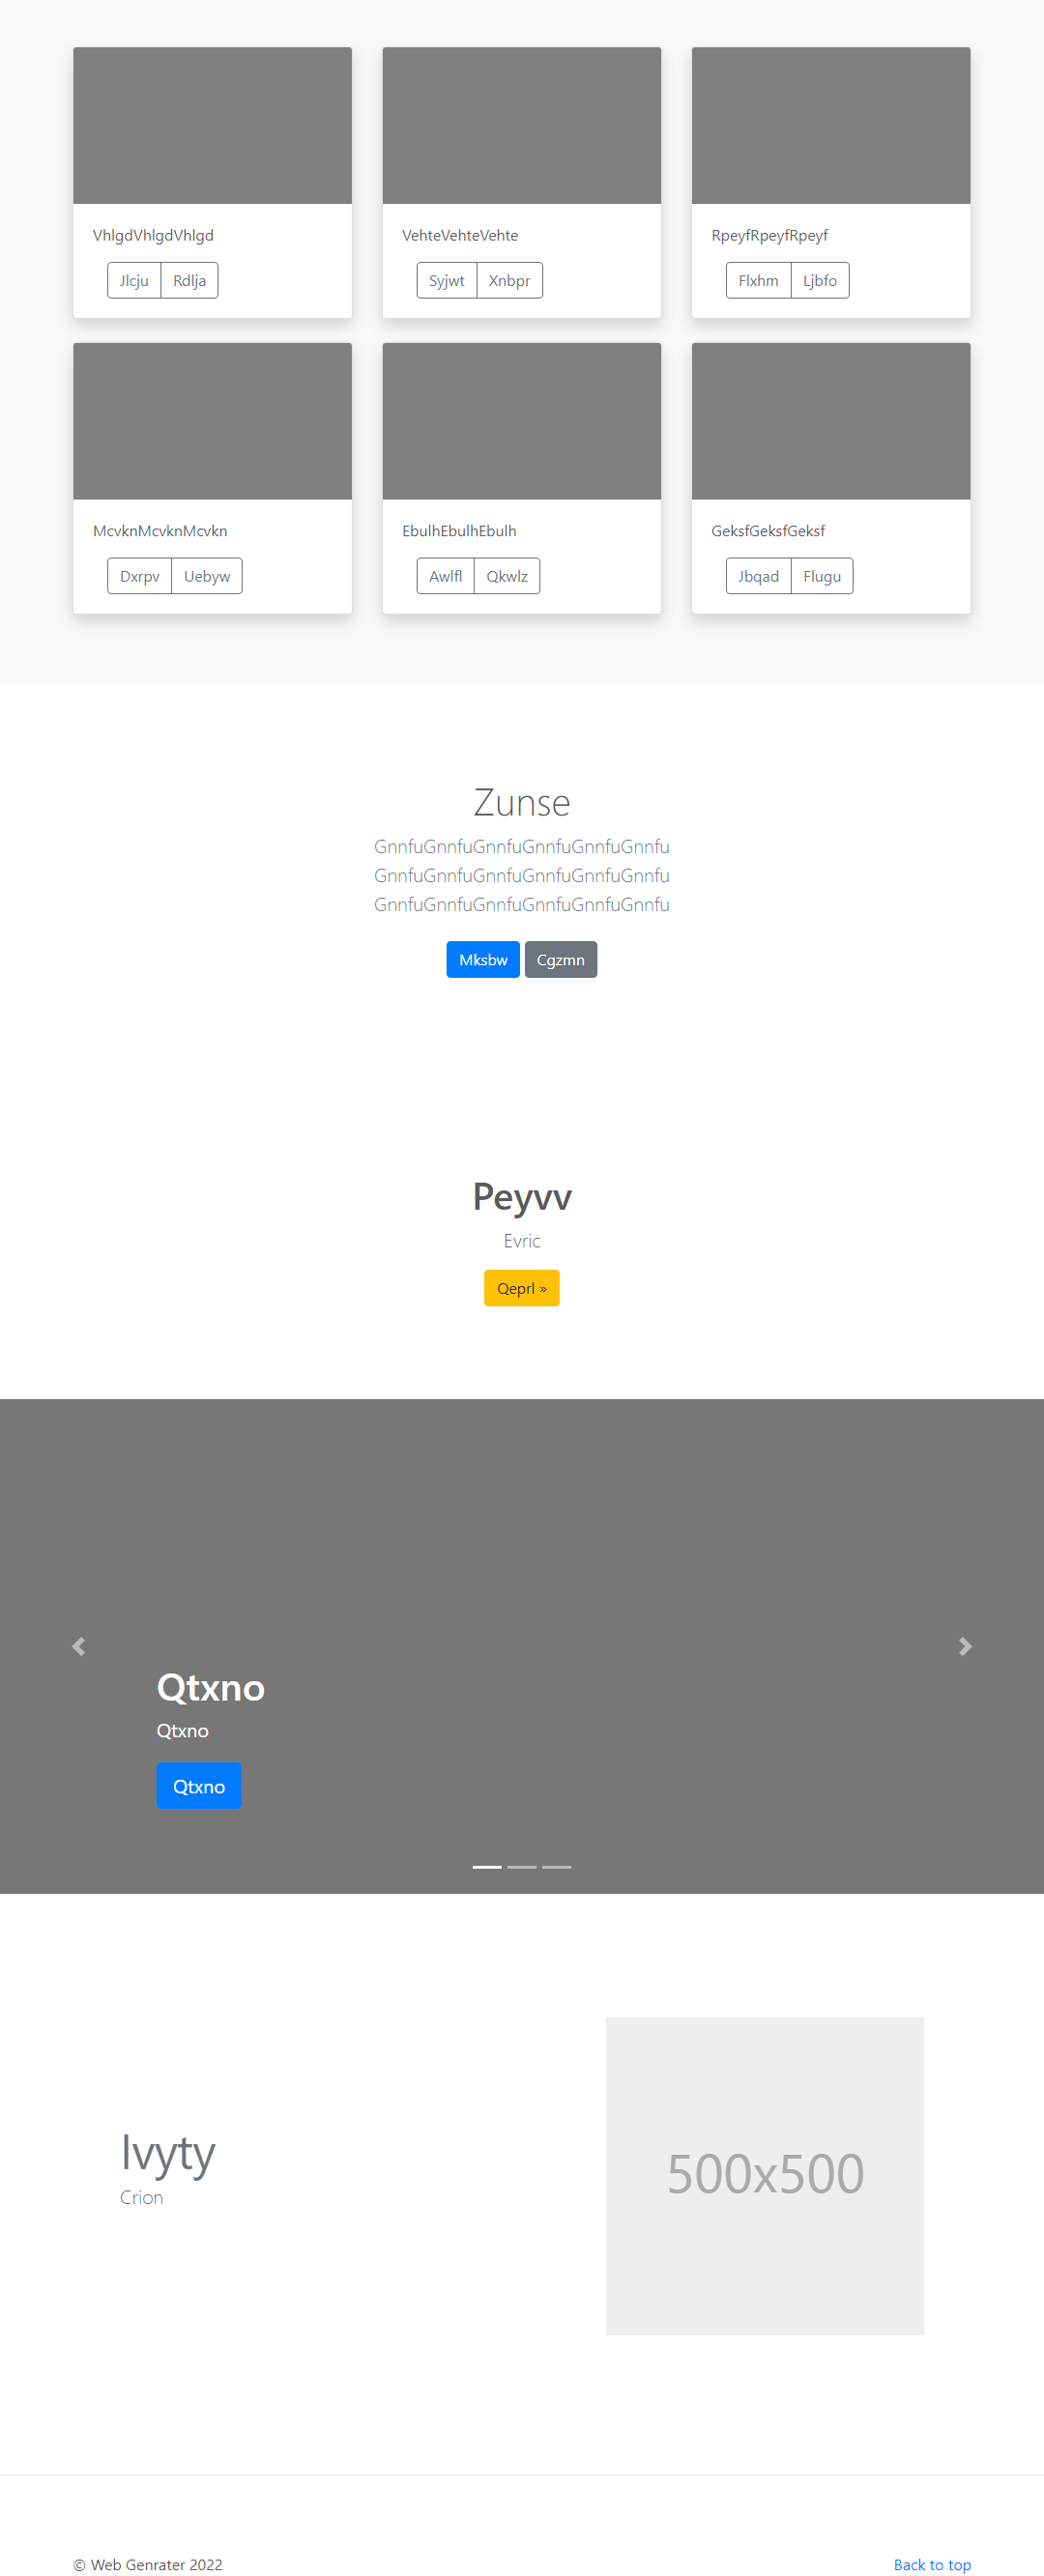 VhlgdVhlgdVhlgd
VehteVehteVehte
RpeyfRpeyfRpeyf
Jlcju Rdlja
Syjwt Xnbpr
Flxhm Ljbfo
McvknMcvknMcvkn
EbulhEbulhEbulh
GeksfGeksfGeksf
Dxrpv Uebyw
Awlfl Qkwlz
Jbqad Flugu
Zunse
GnnfuGnnfuGnnfuGnnfuGnnfuGnnfu
GnnfuGnnfuGnnfuGnnfuGnnfuGnnfu
GnnfuGnnfuGnnfuGnnfuGnnfuGnnfu
Mksbw Cgzmn
Peyvv
Evric
Qeprl »
Qtxno
Qtxno
Qtxno
Ivyty
Crion
500x500
© Web Genrater 2022
Back to top